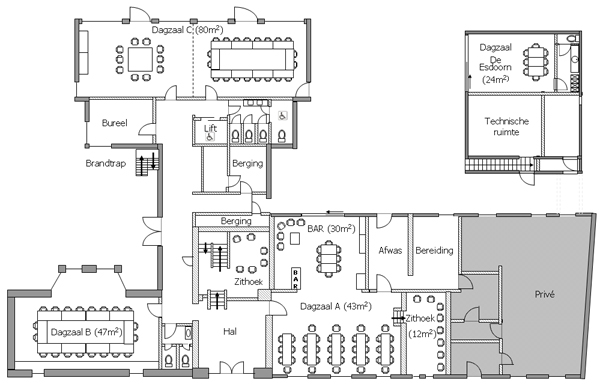 Dagzaal C (80m²)
Dagzaal
De
Esdoorn
(24m²)
Bureel
Lift
Technische
ruimte
Brandtrap
Berging
Berging
BAR (30m²)
Afwas
Bereiding
Zithoek
BAR
Privé
Dagzaal A (43m²)
Zithoek
(12m²)
Dagzaal B (47m²)
Hal